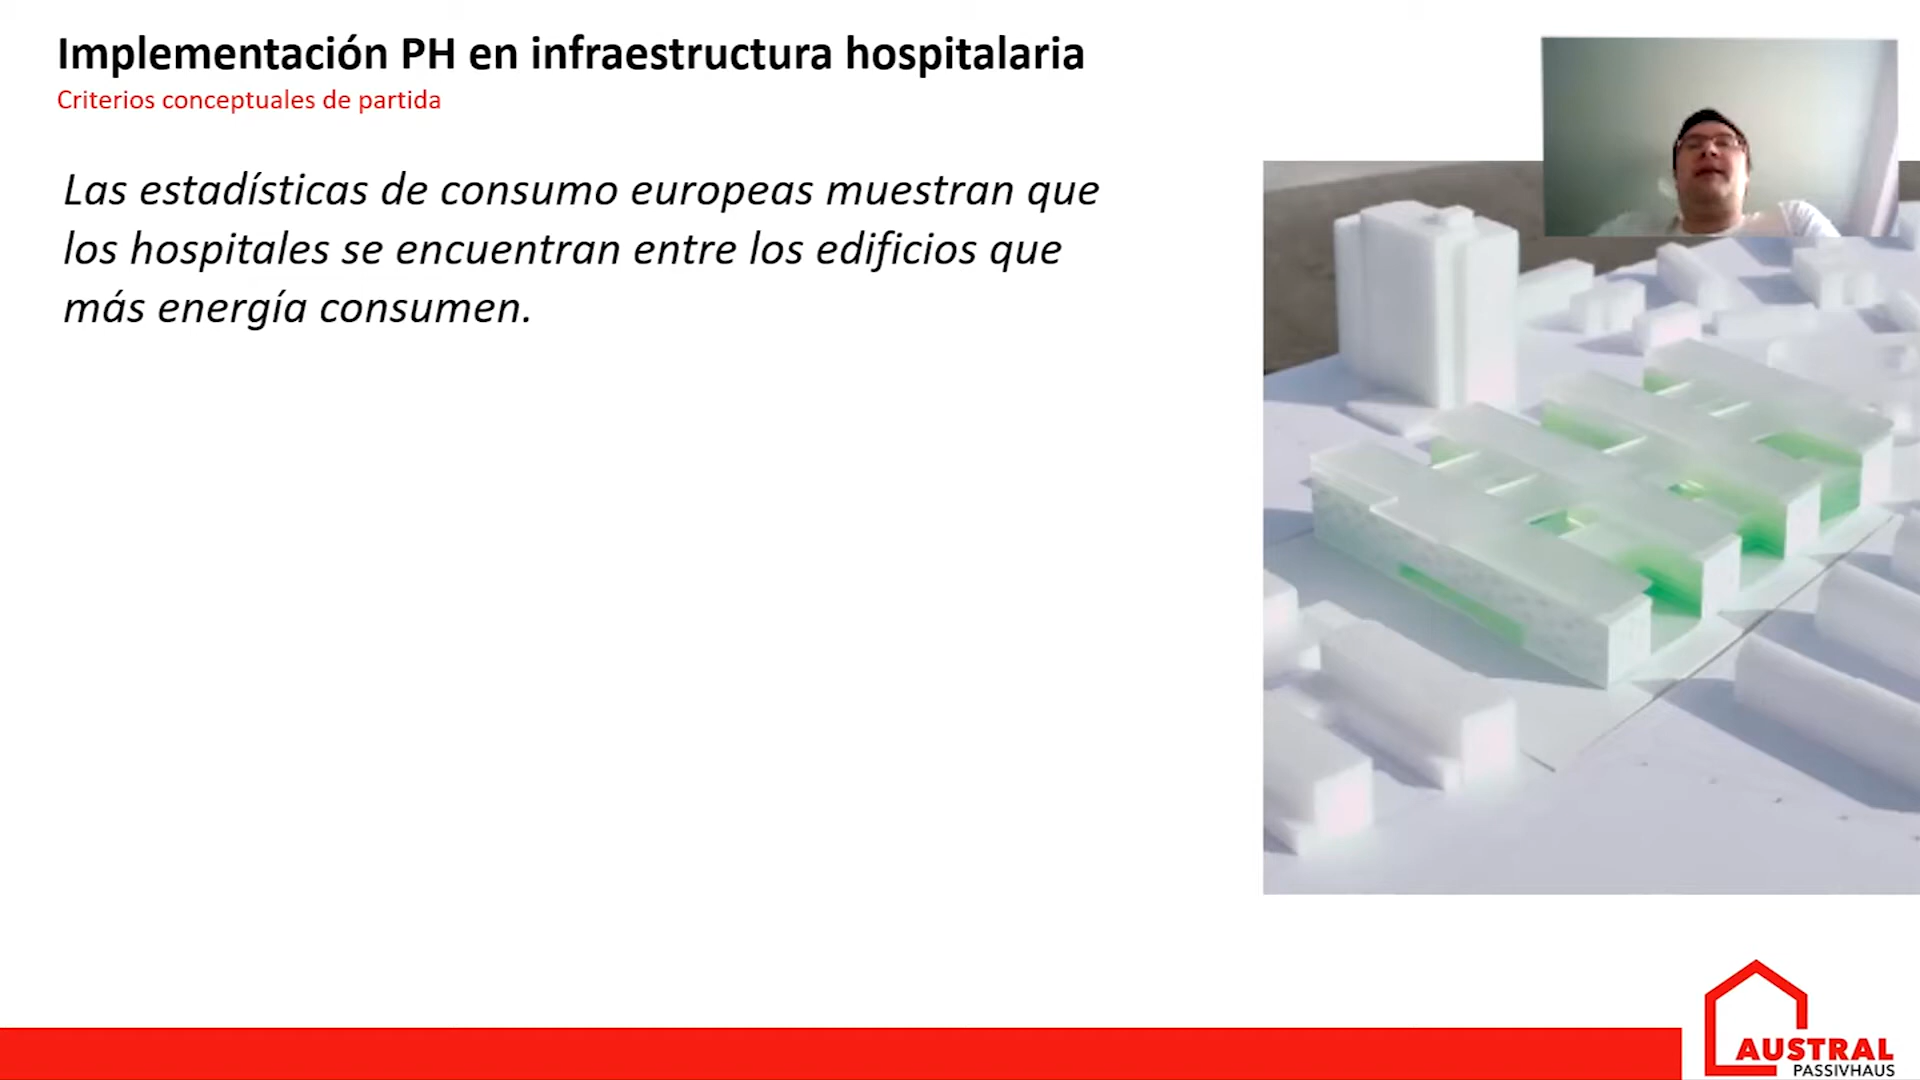 Implementación PH en infraestructura hospitalaria
Criterios conceptuales de partida
Las estadísticas de consumo europeas muestran que
los hospitales se encuentran entre los edificios que
más energía consumen.
AUSTRAL
PASSIVHAUS